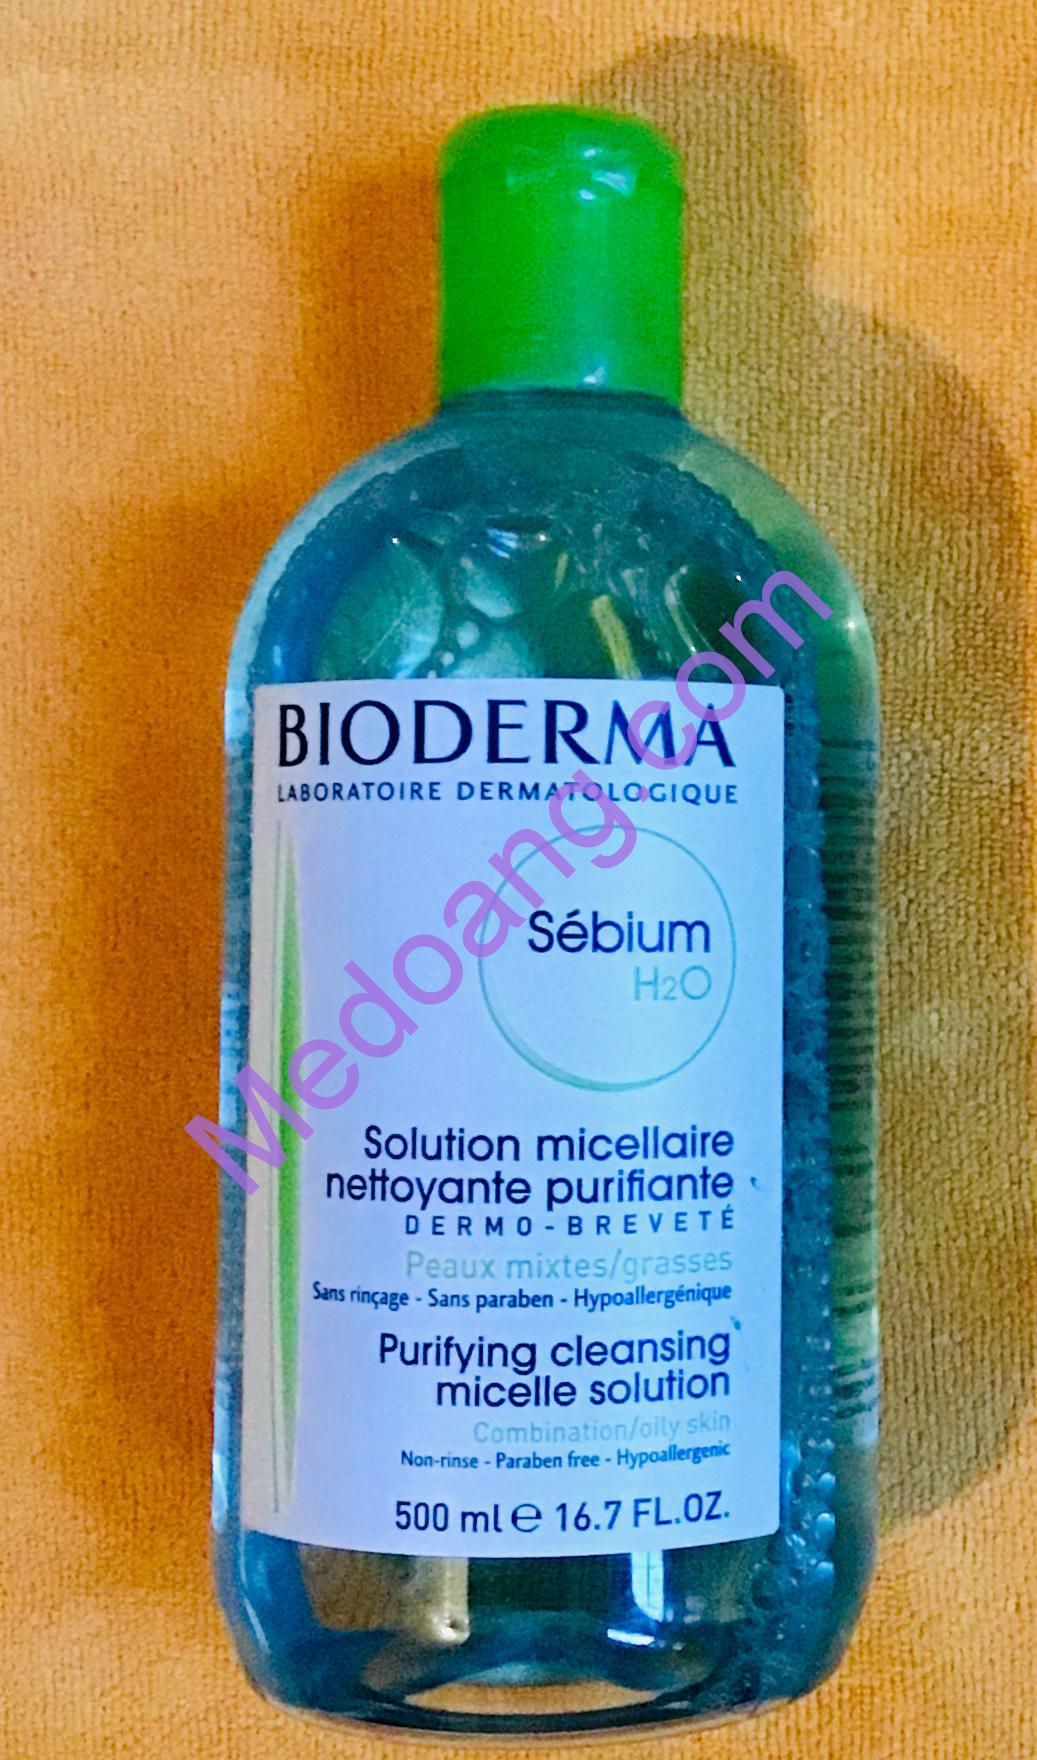 BIODERMA
LABORATOIRE DERMATOLOGIQUE
Sébium
H2O
Solution micellaire
nettoyante purifiante
DERMO-BREVETÉ
Peaux mixtes/grasses
Sans rinçage - Sans paraben - Hypoallergénique
Purifying cleansing
micelle solution
Combination/oily skin
Non-rinse - Paraben free - Hypoallergenic
500 ml ℮ 16.7 FL.OZ.
Medoang.com